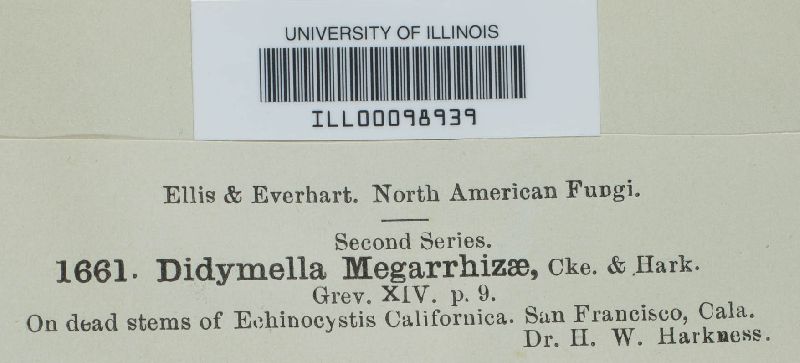 UNIVERSITY OF ILLINOIS
ILL00098939
Ellis & Everhart. North American Fungi.
Second Series.
1661. Didymella Megarrhizæ, Cke. & Hark.
Grev. XIV. p. 9.
On dead stems of Echinocystis Californica. San Francisco, Cala.
Dr. H. W. Harkness.